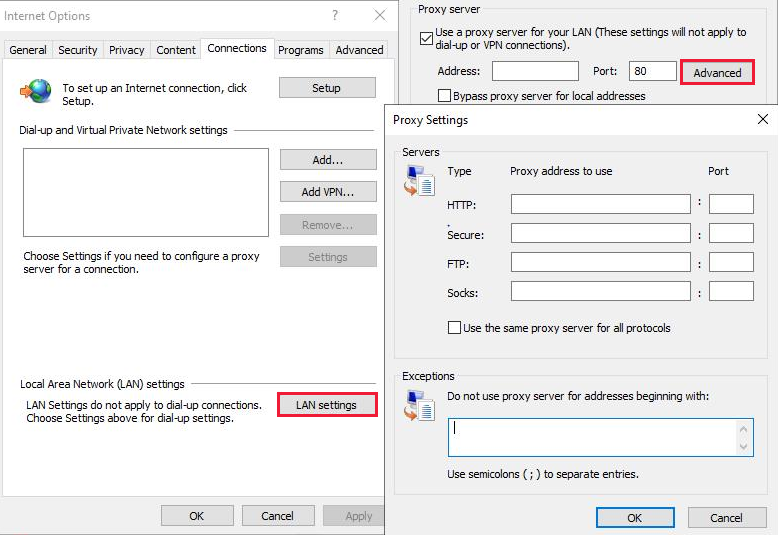 Internet Options
?
General
Security
Privacy
Content
Connections
Programs
Advanced
To set up an Internet connection, click
Setup.
Setup
Dial-up and Virtual Private Network settings
Add...
Add VPN...
Remove...
Choose Settings if you need to configure a proxy
server for a connection.
Settings
Local Area Network (LAN) settings
LAN Settings do not apply to dial-up connections.
Choose Settings above for dial-up settings.
LAN settings
OK
Cancel
Apply
Proxy server
Use a proxy server for your LAN (These settings will not apply to
dial-up or VPN connections).
Address:
Port:
80
Advanced
Bypass proxy server for local addresses
Proxy Settings
Servers
Type
Proxy address to use
Port
HTTP:
:
Secure:
:
FTP:
:
Socks:
:
Use the same proxy server for all protocols
Exceptions
Do not use proxy server for addresses beginning with:
Use semicolons ( ; ) to separate entries.
OK
Cancel